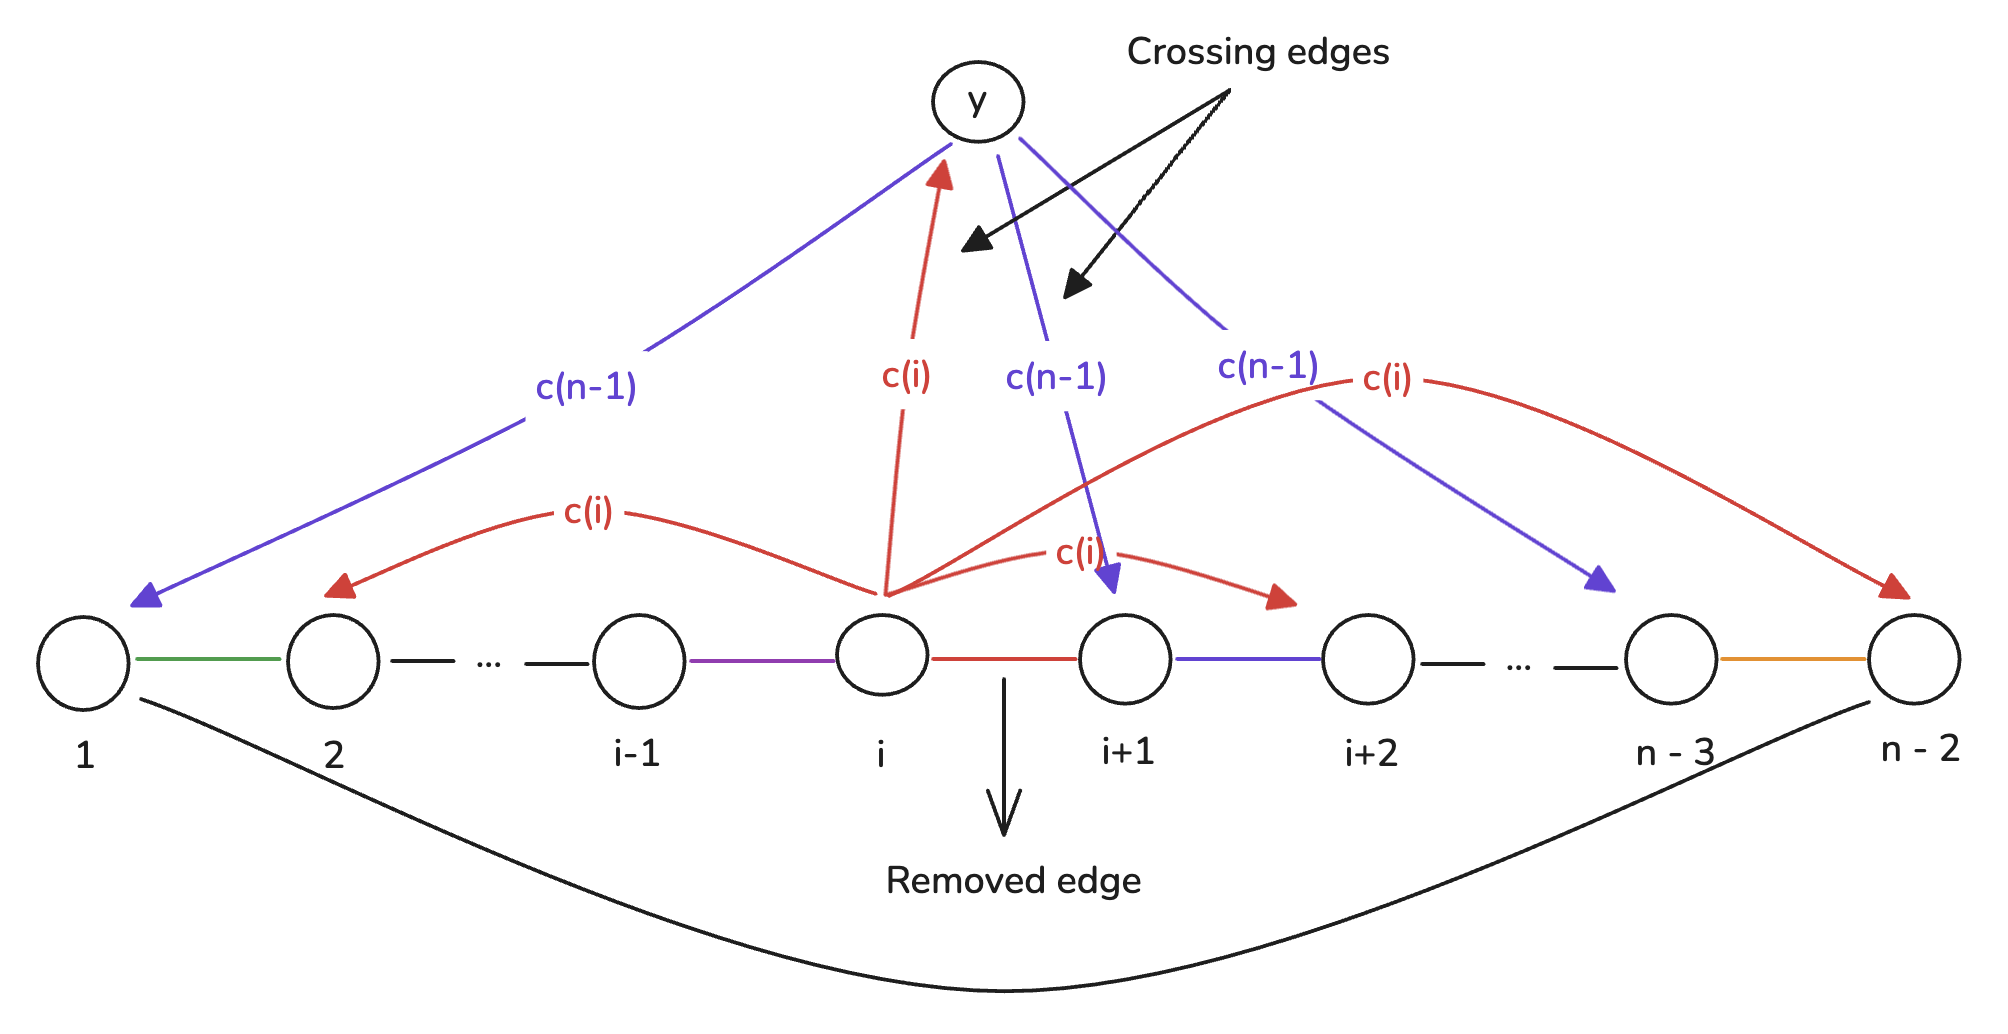 Crossing edges
y
c(n-1)
c(i)
c(n-1)
c(n-1)
c(i)
c(i)
c(i)
...
...
1
2
i-1
i
i+1
i+2
n - 3
n - 2
Removed edge